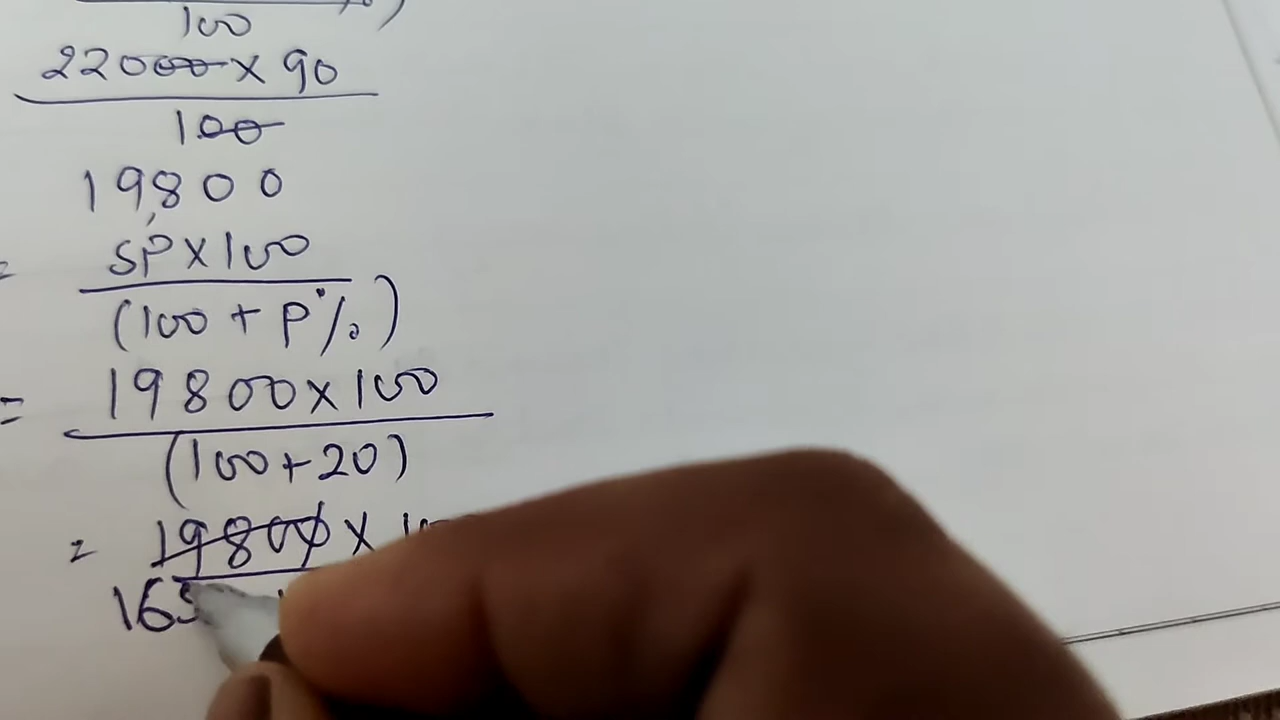 100
22000 × 90
100
19800
= SP × 100
(100 + P%)
= 19800 × 100
(100 + 20)
= 19800 ×
165